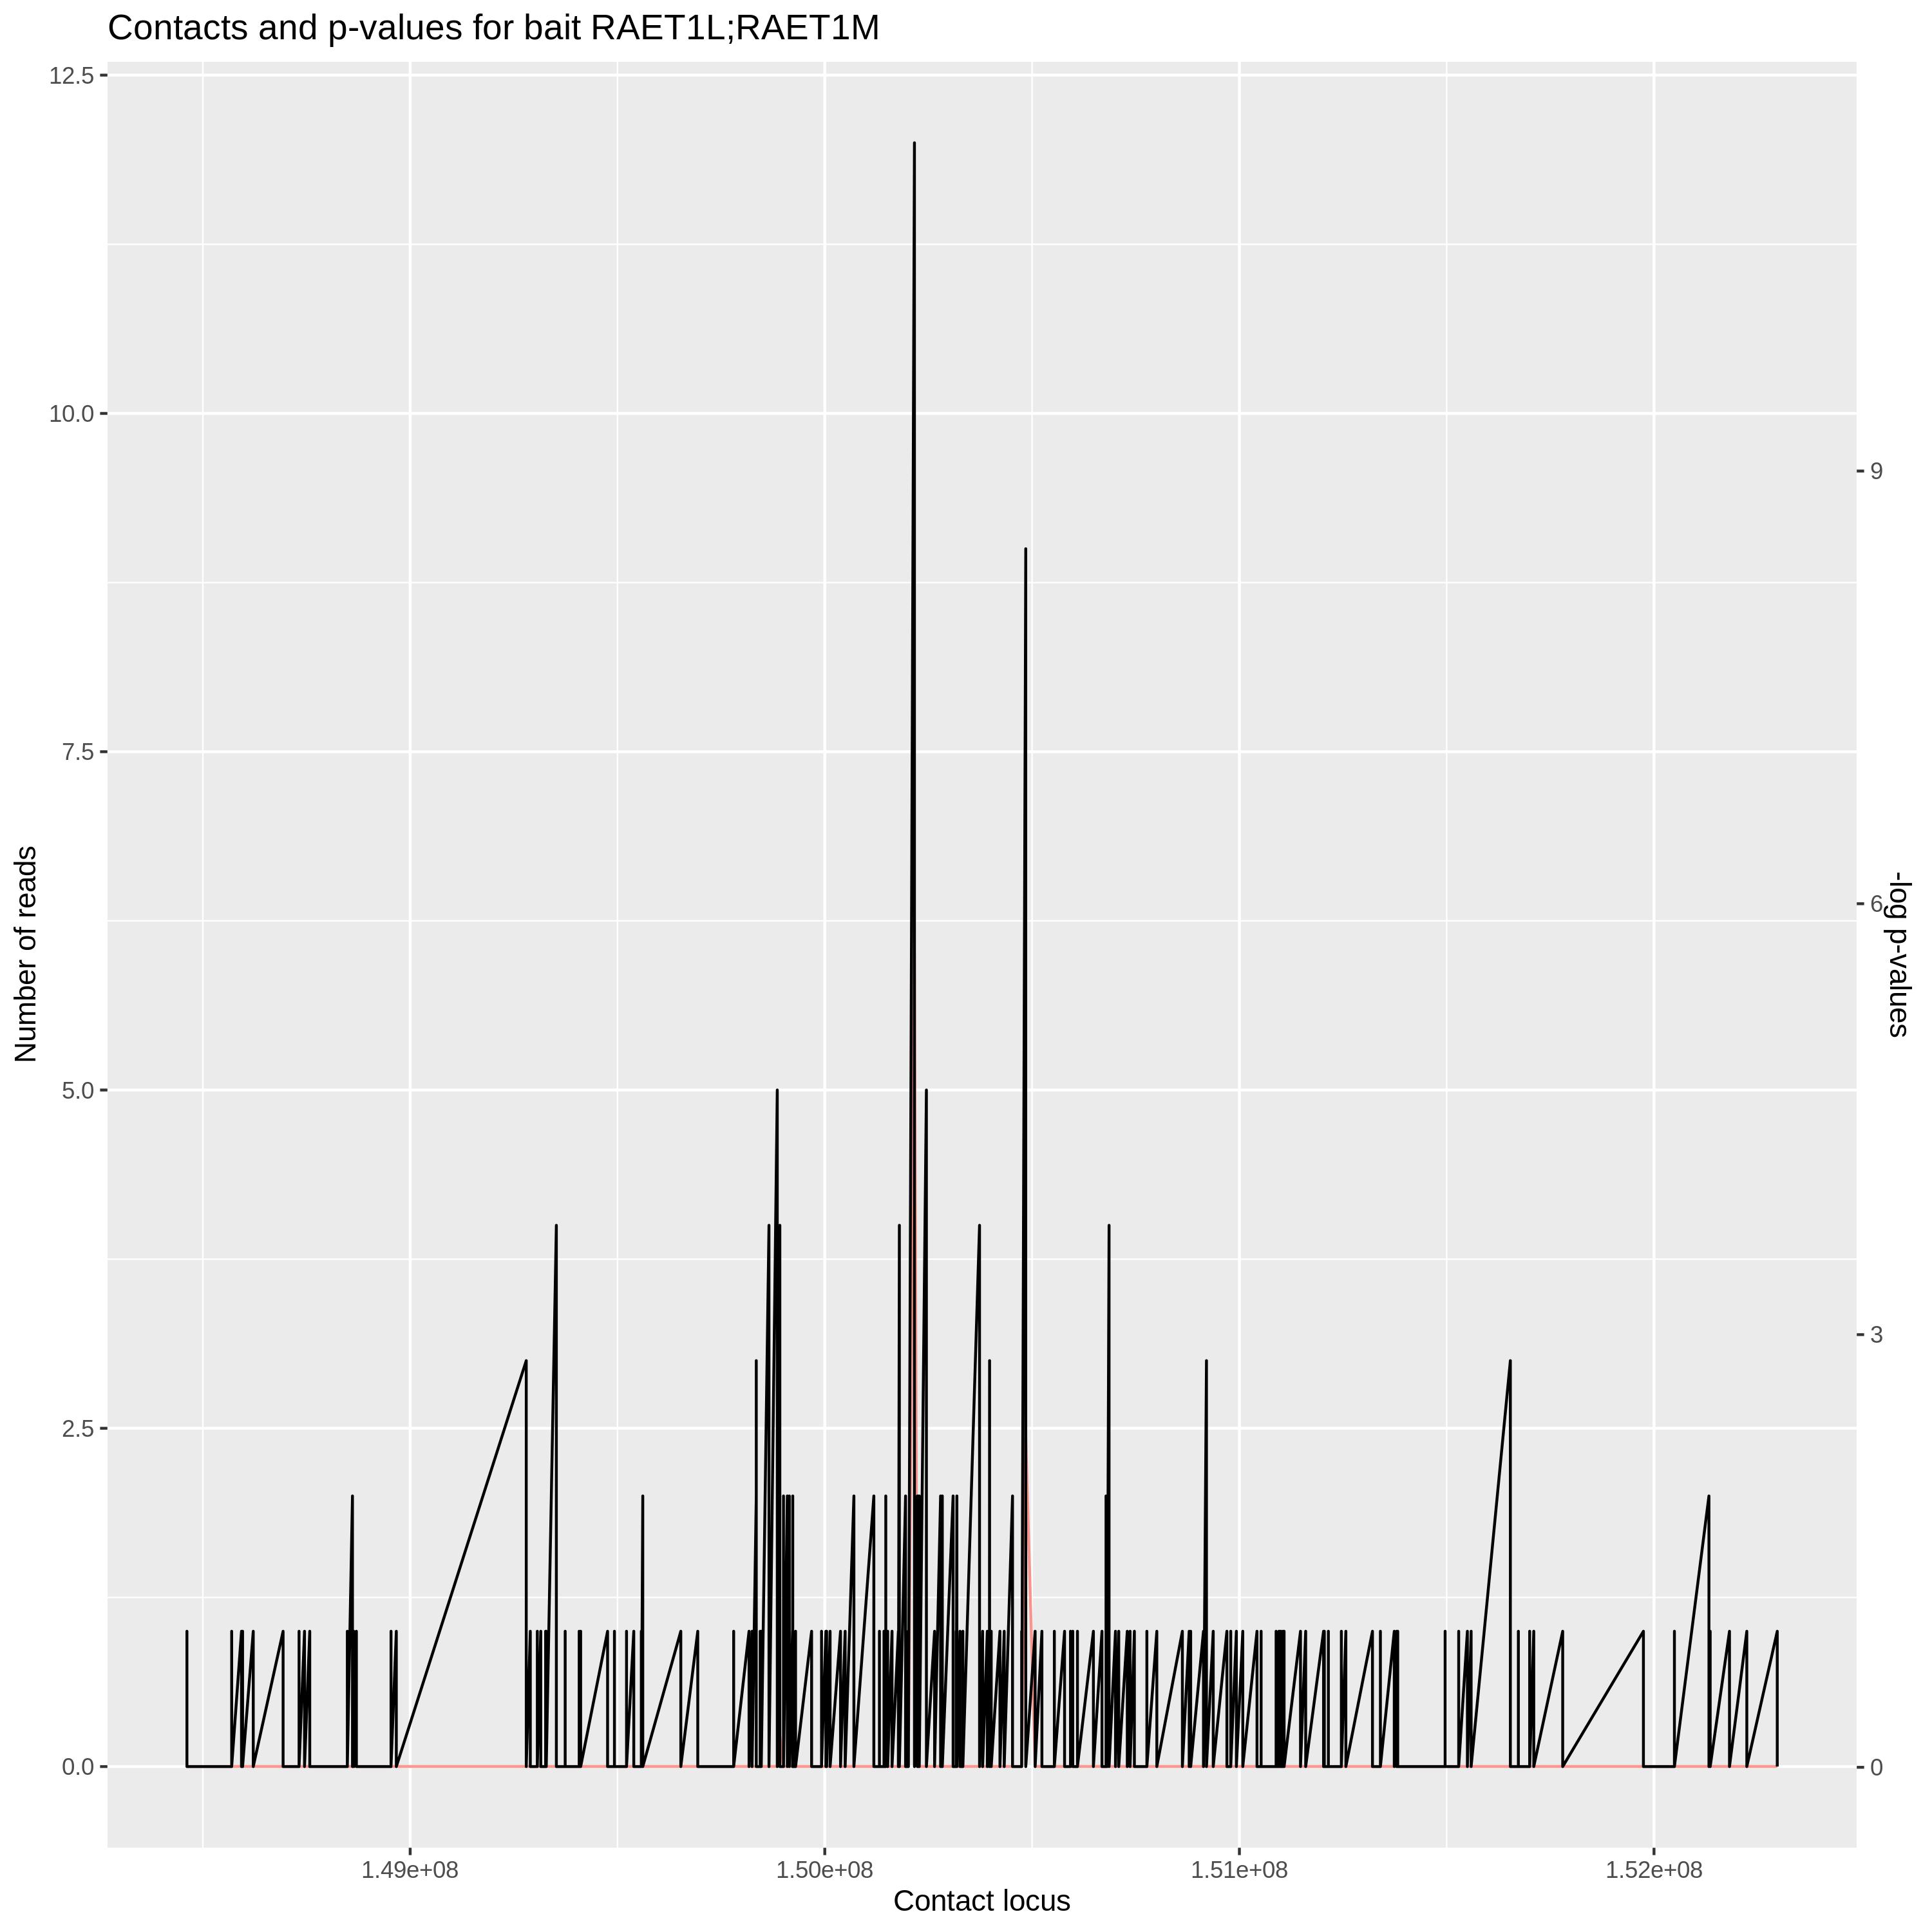 Contacts and p-values for bait RAET1L;RAET1M
12.5
10.0
7.5
5.0
2.5
0.0
Number of reads
9
6
3
0
-log p-values
1.49e+08
1.50e+08
1.51e+08
1.52e+08
Contact locus